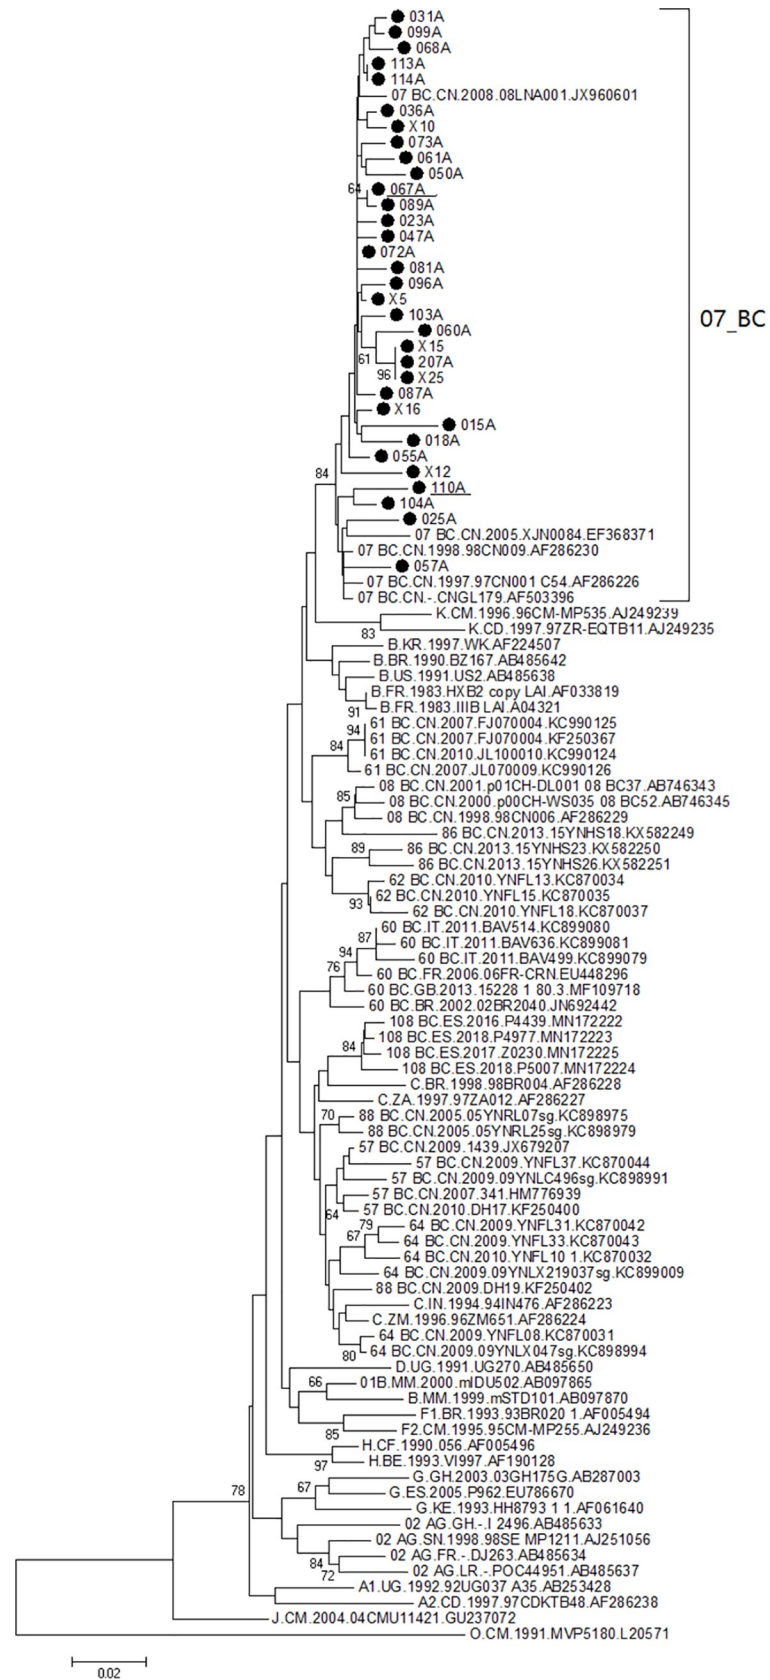 031A
099A
068A
113A
114A
07 BC.CN.2008.08LNA001.JX960601
036A
X10
073A
061A
050A
64
067A
089A
023A
047A
072A
081A
096A
X5
103A
07_BC
060A
X15
61
207A
96
X25
087A
X16
015A
018A
055A
84
X12
110A
104A
025A
07 BC.CN.2005.XJN0084.EF368371
07 BC.CN.1998.98CN009.AF286230
057A
07 BC.CN.1997.97CN001 C54.AF286226
07 BC.CN.-.CNGL179.AF503396
K.CM.1996.96CM-MP535.AJ249239
83
K.CD.1997.97ZR-EQTB11.AJ249235
B.KR.1997.WK.AF224507
B.BR.1990.BZ167.AB485642
B.US.1991.US2.AB485638
B.FR.1983.HXB2 copy LAI.AF033819
91
B.FR.1983.IIIB LAI.A04321
61 BC.CN.2007.FJ070004.KC990125
94
61 BC.CN.2007.FJ070004.KF250367
84
61 BC.CN.2010.JL100010.KC990124
61 BC.CN.2007.JL070009.KC990126
08 BC.CN.2001.p01CH-DL001 08 BC37.AB746343
85
08 BC.CN.2000.p00CH-WS035 08 BC52.AB746345
08 BC.CN.1998.98CN006.AF286229
86 BC.CN.2013.15YNHS18.KX582249
89
86 BC.CN.2013.15YNHS23.KX582250
86 BC.CN.2013.15YNHS26.KX582251
62 BC.CN.2010.YNFL13.KC870034
62 BC.CN.2010.YNFL15.KC870035
93
62 BC.CN.2010.YNFL18.KC870037
60 BC.IT.2011.BAV514.KC899080
87
60 BC.IT.2011.BAV636.KC899081
94
60 BC.IT.2011.BAV499.KC899079
76
60 BC.FR.2006.06FR-CRN.EU448296
60 BC.GB.2013.15228 1 80.3.MF109718
60 BC.BR.2002.02BR2040.JN692442
108 BC.ES.2016.P4439.MN172222
108 BC.ES.2018.P4977.MN172223
84
108 BC.ES.2017.Z0230.MN172225
108 BC.ES.2018.P5007.MN172224
C.BR.1998.98BR004.AF286228
C.ZA.1997.97ZA012.AF286227
70
88 BC.CN.2005.05YNRL07sg.KC898975
88 BC.CN.2005.05YNRL25sg.KC898979
57 BC.CN.2009.1439.JX679207
57 BC.CN.2009.YNFL37.KC870044
57 BC.CN.2009.09YNLC496sg.KC898991
57 BC.CN.2007.341.HM776939
64
57 BC.CN.2010.DH17.KF250400
79
64 BC.CN.2009.YNFL31.KC870042
67
64 BC.CN.2009.YNFL33.KC870043
64 BC.CN.2010.YNFL10 1.KC870032
64 BC.CN.2009.09YNLX219037sg.KC899009
88 BC.CN.2009.DH19.KF250402
C.IN.1994.94IN476.AF286223
C.ZM.1996.96ZM651.AF286224
64 BC.CN.2009.YNFL08.KC870031
80
64 BC.CN.2009.09YNLX047sg.KC898994
D.UG.1991.UG270.AB485650
66
01B.MM.2000.mIDU502.AB097865
B.MM.1999.mSTD101.AB097870
F1.BR.1993.93BR020 1.AF005494
85
F2.CM.1995.95CM-MP255.AJ249236
H.CF.1990.056.AF005496
97
H.BE.1993.VI997.AF190128
G.GH.2003.03GH175G.AB287003
67
78
G.ES.2005.P962.EU786670
G.KE.1993.HH8793 1 1.AF061640
02 AG.GH.-.I 2496.AB485633
02 AG.SN.1998.98SE MP1211.AJ251056
84
02 AG.FR.-.DJ263.AB485634
72
02 AG.LR.-.POC44951.AB485637
A1.UG.1992.92UG037 A35.AB253428
A2.CD.1997.97CDKTB48.AF286238
J.CM.2004.04CMU11421.GU237072
O.CM.1991.MVP5180.L20571
0.02